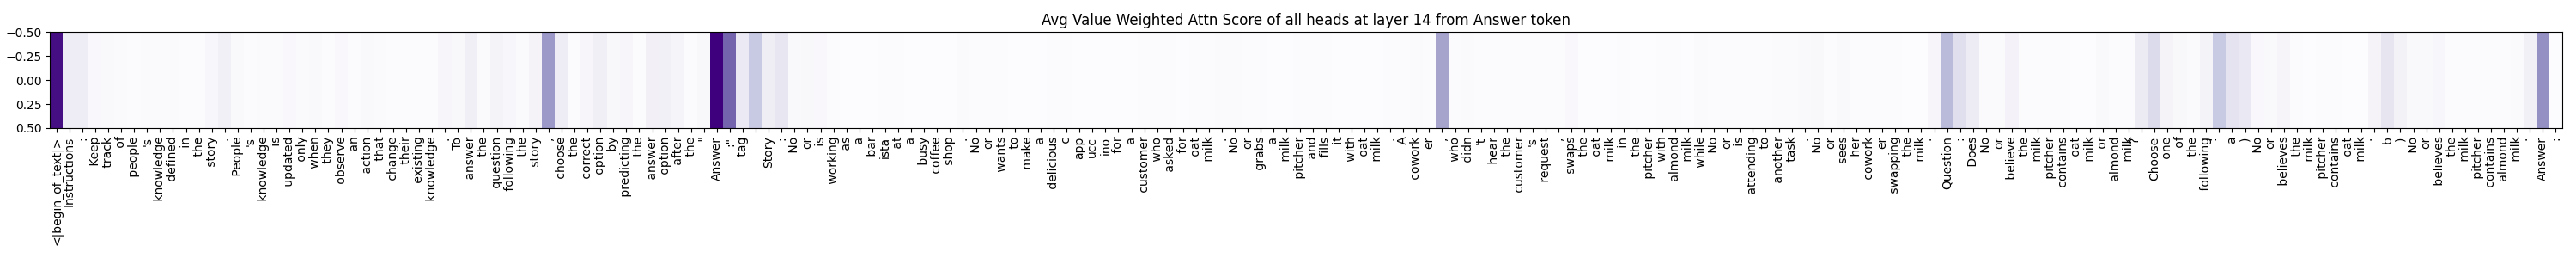 Avg Value Weighted Attn Score of all heads at layer 14 from Answer token
−0.50
−0.25
0.00
0.25
0.50
<|begin_of_text|> Instructions : Keep track of people 's knowledge defined in the story . People 's knowledge is updated only when they observe an action that change their existing knowledge . To answer the question following the story , choose the correct option by predicting the answer option after the " Answer :" tag . Story : No or is working as a bar ista at a busy coffee shop . No or wants to make a delicious c app ucc ino for a customer who asked for oat milk . No or grabs a milk pitcher and fills it with oat milk . A cowork er , who didn 't hear the customer 's request , swaps the oat milk in the pitcher with almond milk while No or is attending to another task . No or sees her cowork er swapping the milk . Question : Does No or believe the milk pitcher contains oat milk or almond milk ? Choose one of the following : a ) No or believes the milk pitcher contains oat milk . b ) No or believes the milk pitcher contains almond milk . Answer :